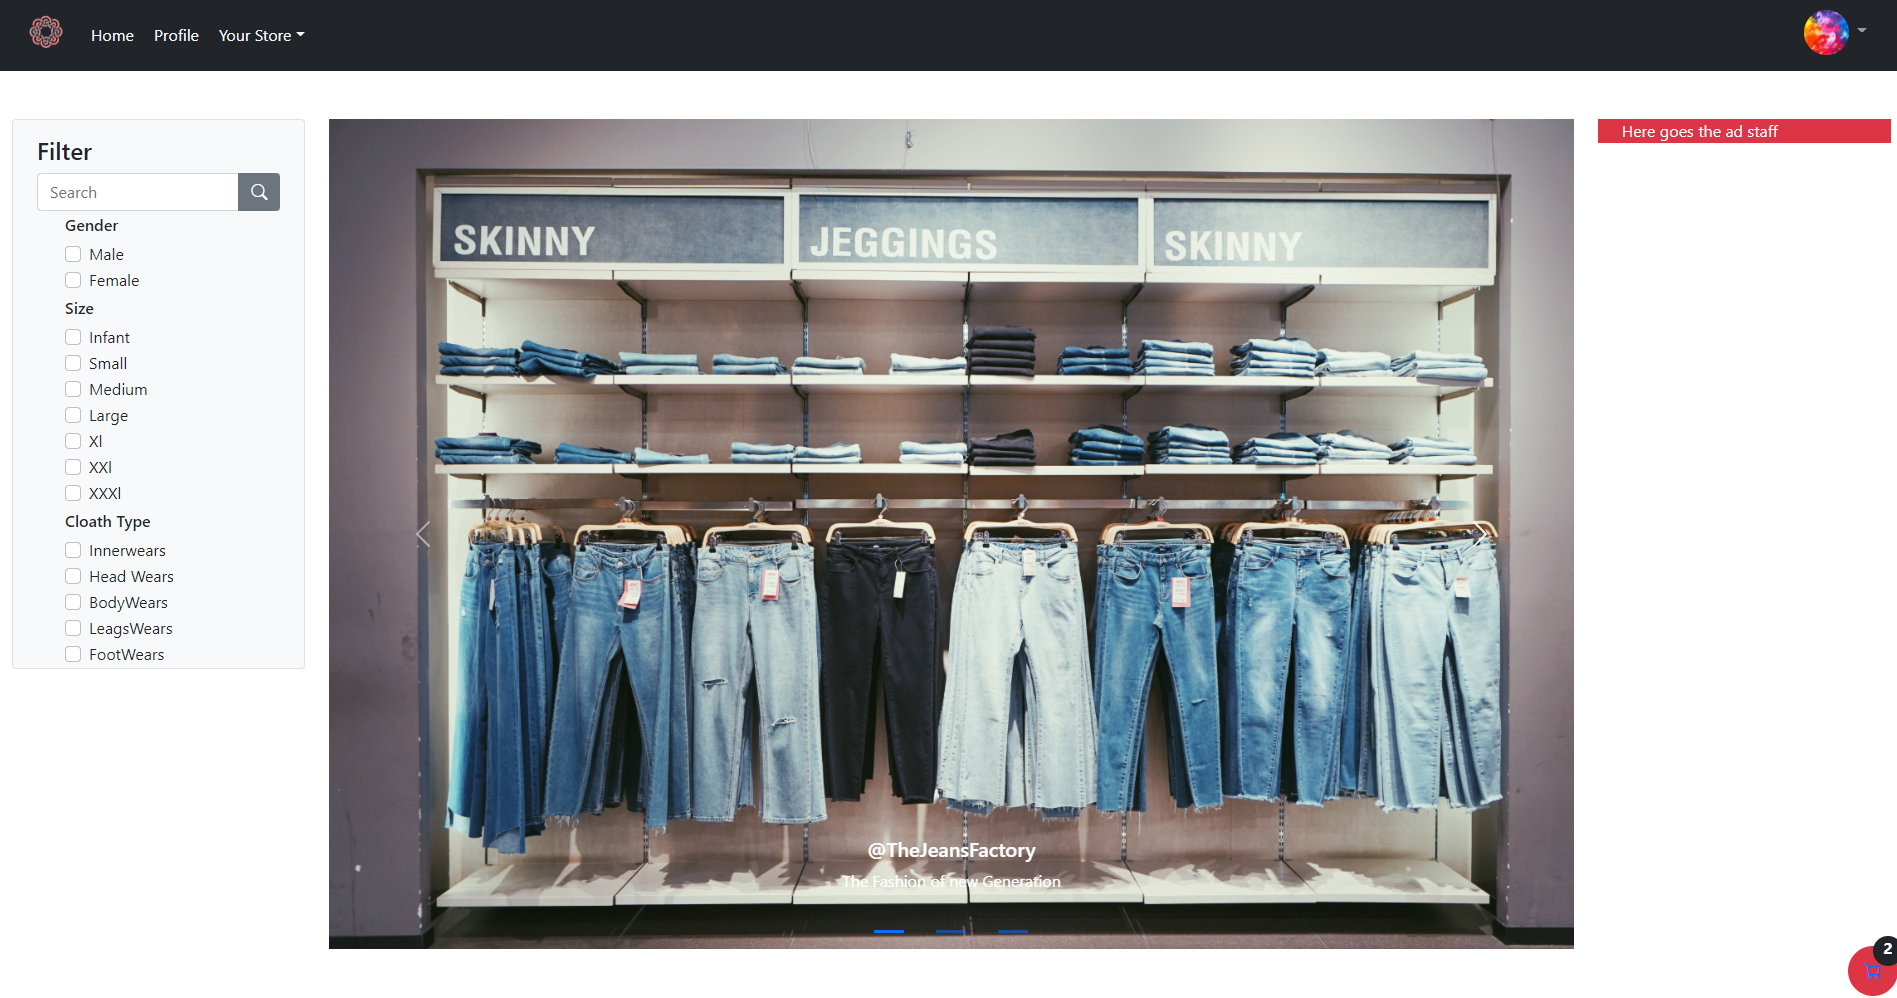 Home
Profile
Your Store
Filter
Search
Gender
Male
Female
Size
Infant
Small
Medium
Large
Xl
XXl
XXXl
Cloath Type
Innerwears
Head Wears
BodyWears
LeagsWears
FootWears
SKINNY
JEGGINGS
SKINNY
@TheJeansFactory
The Fashion of new Generation
Here goes the ad staff
2